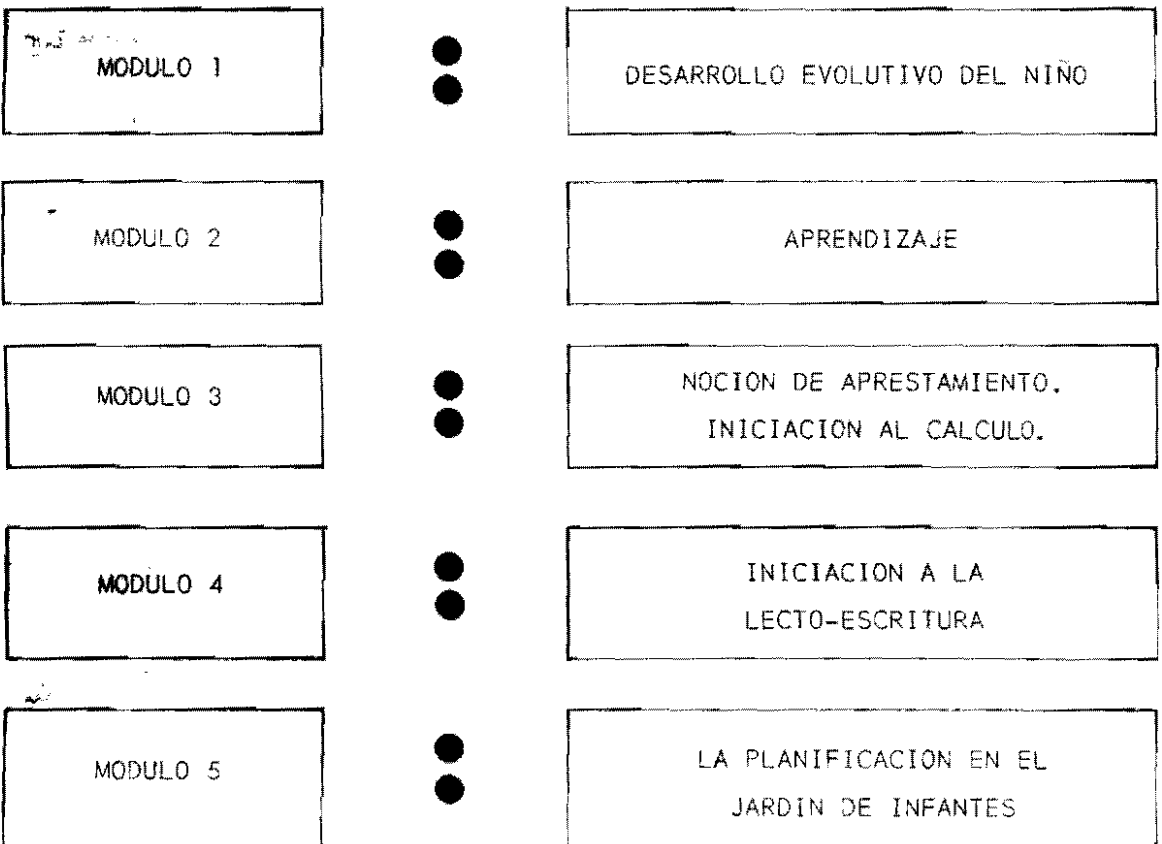 MODULO 1
DESARROLLO EVOLUTIVO DEL NIÑO
MODULO 2
APRENDIZAJE
MODULO 3
NOCION DE APRESTAMIENTO.
INICIACION AL CALCULO.
MODULO 4
INICIACION A LA
LECTO-ESCRITURA
MODULO 5
LA PLANIFICACION EN EL
JARDIN DE INFANTES